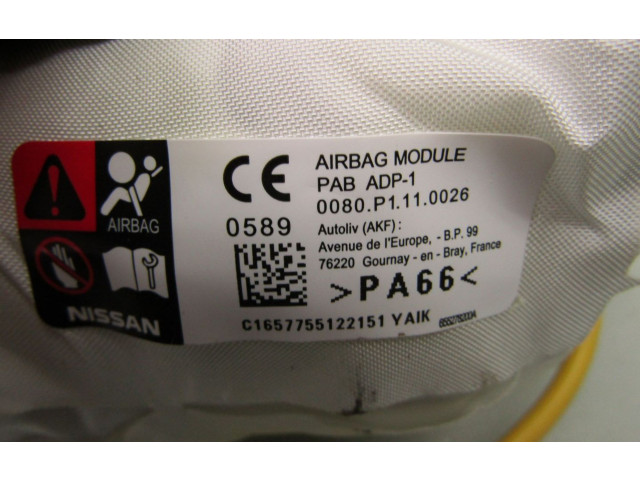 AIRBAG
NISSAN
CE
0589
AIRBAG MODULE
PAB ADP-1
0080.P1.11.0026
Autoliv (AKF) :
Avenue de l'Europe, - B.P. 99
76220 Gournay - en - Bray, France
>PA66<
C1657755122151 YAIK